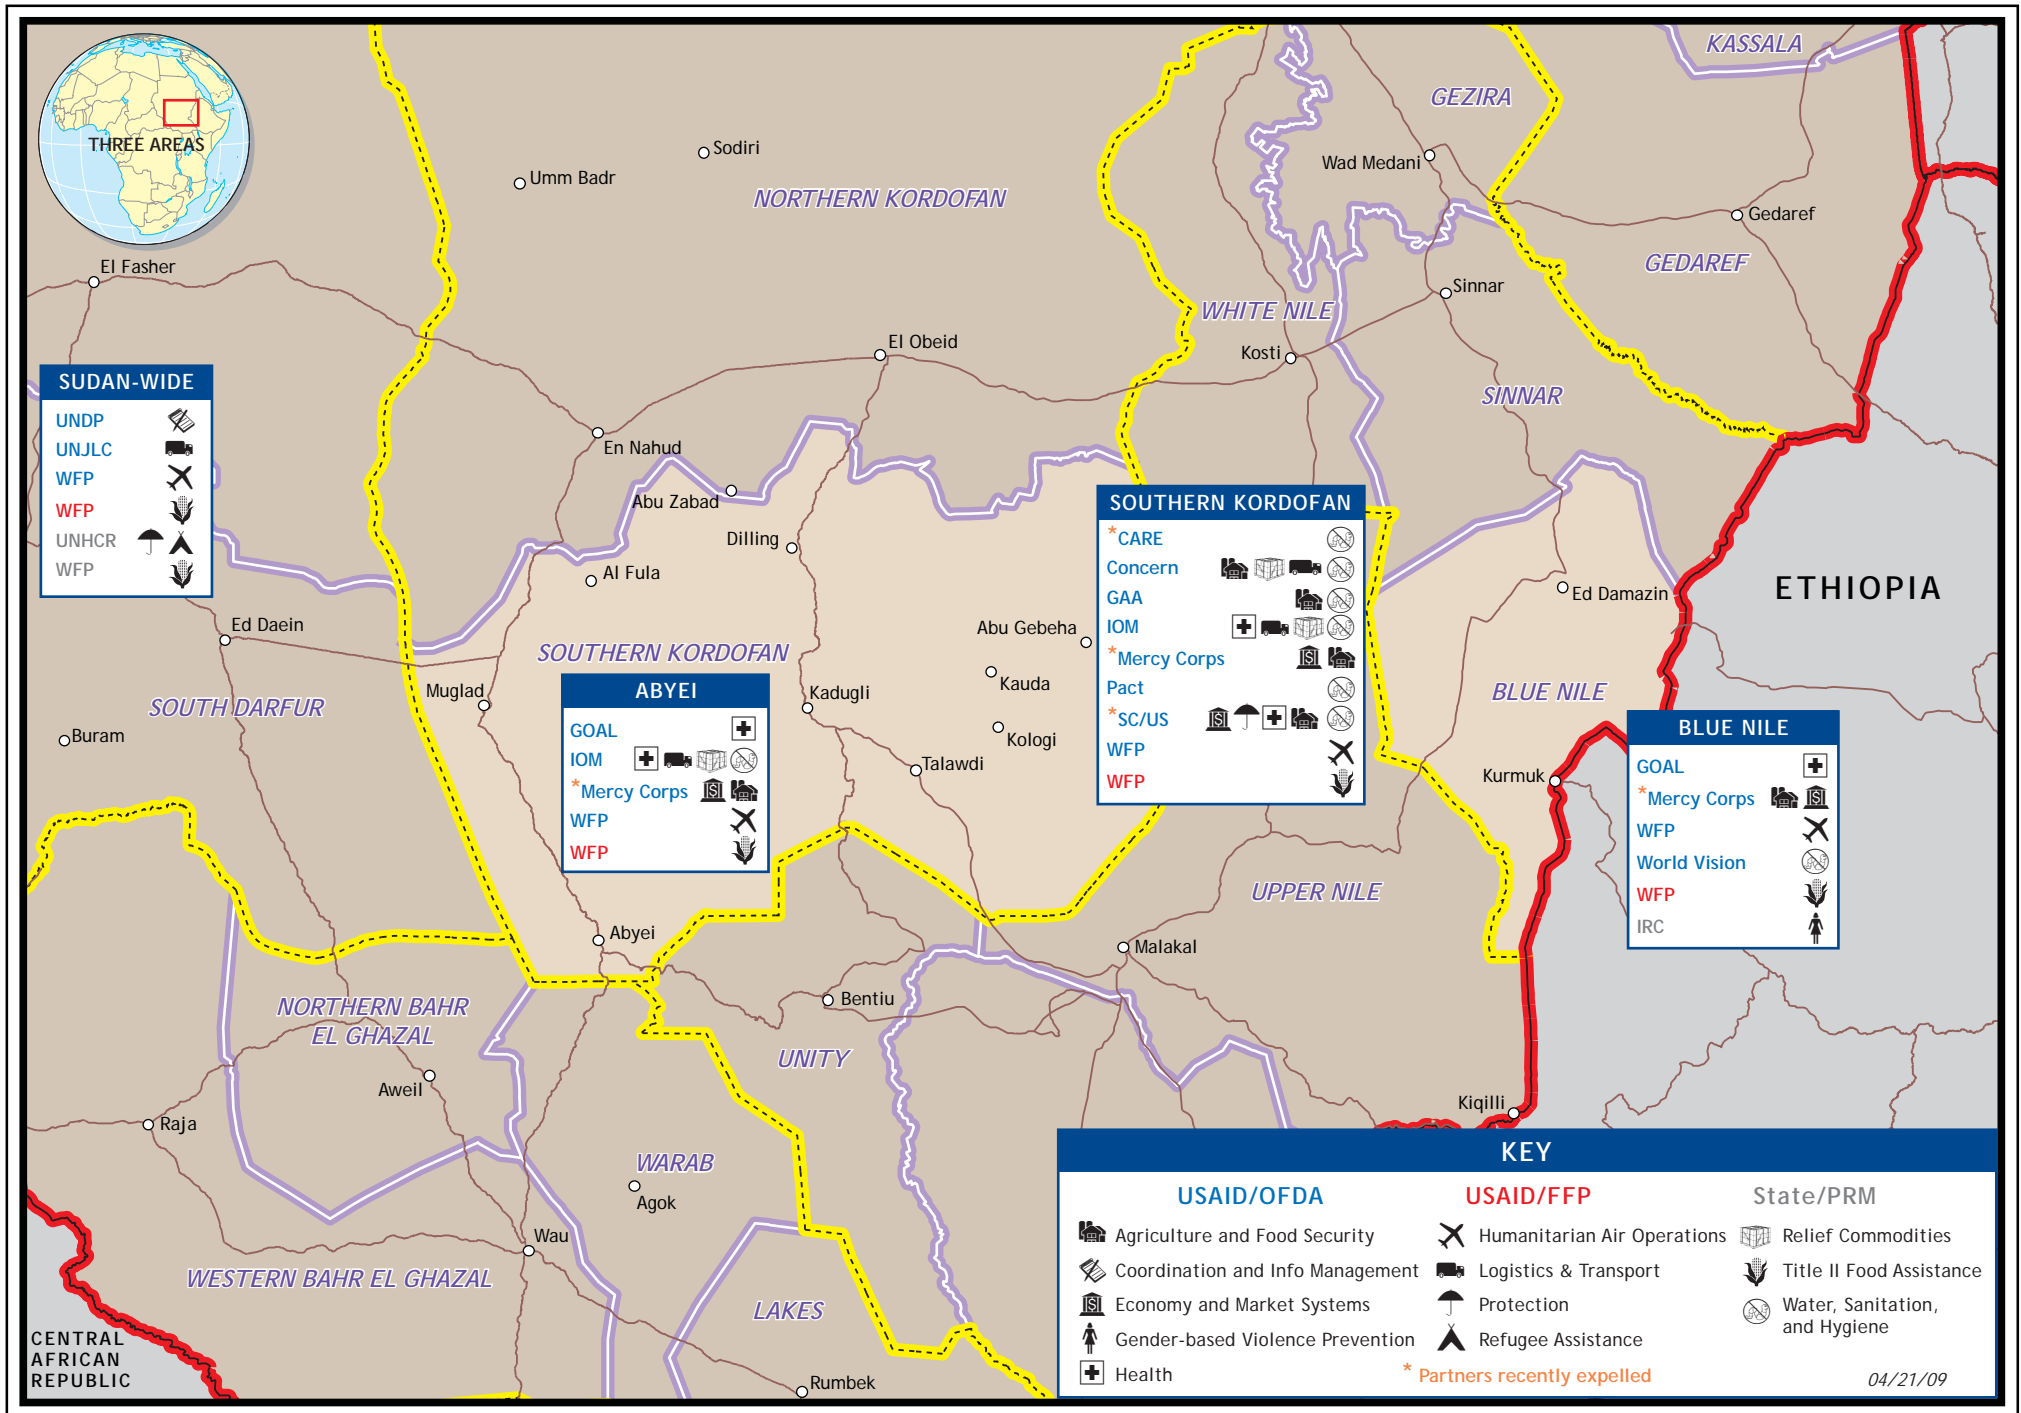 THREE AREAS
KASSALA
GEZIRA
Sodiri
Umm Badr
Wad Medani
NORTHERN KORDOFAN
Gedaref
El Fasher
GEDAREF
Sinnar
WHITE NILE
El Obeid
Kosti
SINNAR
En Nahud
Abu Zabad
Dilling
Al Fula
Ed Damazin
ETHIOPIA
Ed Daein
Abu Gebeha
SOUTHERN KORDOFAN
Kauda
Muglad
Kadugli
BLUE NILE
SOUTH DARFUR
Buram
Kologi
Talawdi
Kurmuk
UPPER NILE
Abyei
Malakal
Bentiu
NORTHERN BAHR
EL GHAZAL
UNITY
Aweil
Kiqilli
Raja
WARAB
Agok
Wau
WESTERN BAHR EL GHAZAL
LAKES
Rumbek
CENTRAL
AFRICAN
REPUBLIC
SUDAN-WIDE
UNDP
UNJLC
WFP
WFP
UNHCR
WFP
ABYEI
GOAL
IOM
*Mercy Corps
WFP
WFP
SOUTHERN KORDOFAN
*CARE
Concern
GAA
IOM
*Mercy Corps
Pact
*SC/US
WFP
WFP
BLUE NILE
GOAL
*Mercy Corps
WFP
World Vision
WFP
IRC
KEY
USAID/OFDA USAID/FFP State/PRM
Agriculture and Food Security
Coordination and Info Management
Economy and Market Systems
Gender-based Violence Prevention
Health
Humanitarian Air Operations
Logistics & Transport
Protection
Refugee Assistance
Relief Commodities
Title II Food Assistance
Water, Sanitation,
and Hygiene
* Partners recently expelled
04/21/09